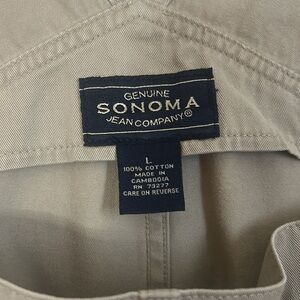 GENUINE
SONOMA
JEAN COMPANY®
L
100% COTTON
MADE IN
CAMBODIA
RN 73277
CARE ON REVERSE